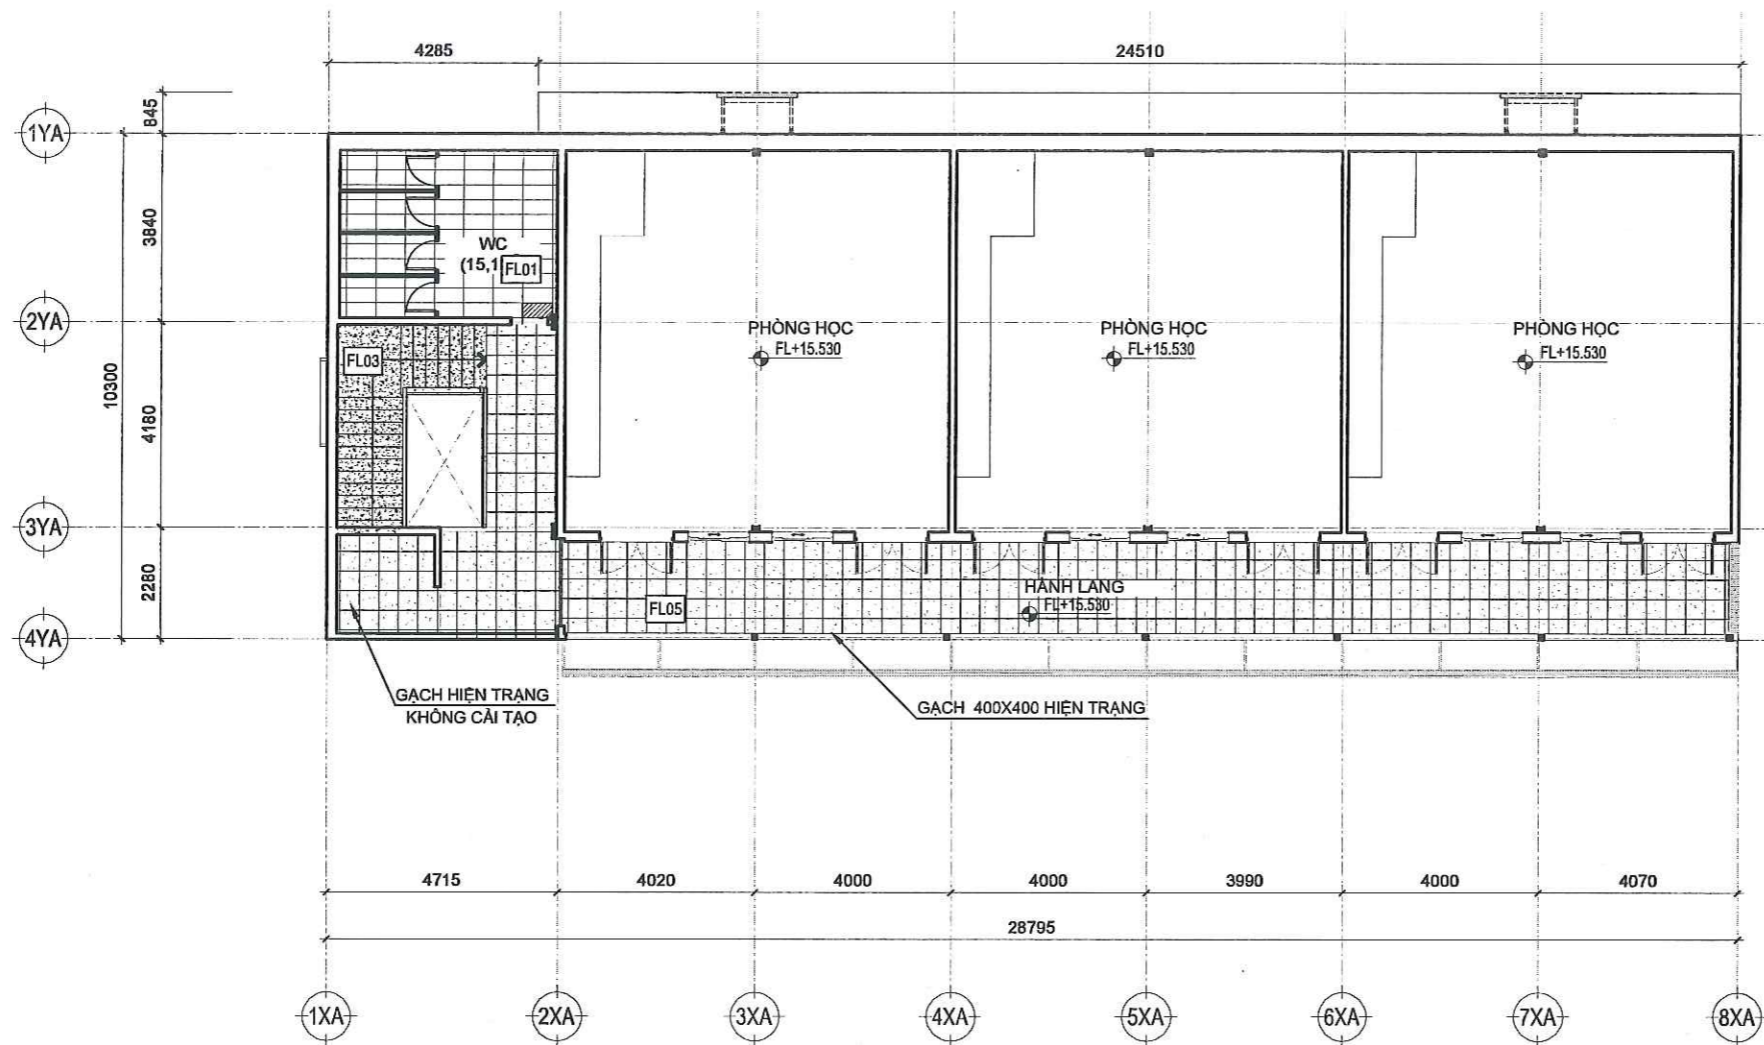 4285
24510
845
1YA
3840
WC
(15,1
FL01
2YA
PHÒNG HỌC
FL+15.530
PHÒNG HỌC
FL+15.530
PHÒNG HỌC
FL+15.530
FL03
10300
4180
3YA
2280
HÀNH LANG
FL+15.530
FL05
4YA
GẠCH HIỆN TRẠNG
KHÔNG CẢI TẠO
GẠCH 400X400 HIỆN TRẠNG
4715
4020
4000
4000
3990
4000
4070
28795
1XA
2XA
3XA
4XA
5XA
6XA
7XA
8XA